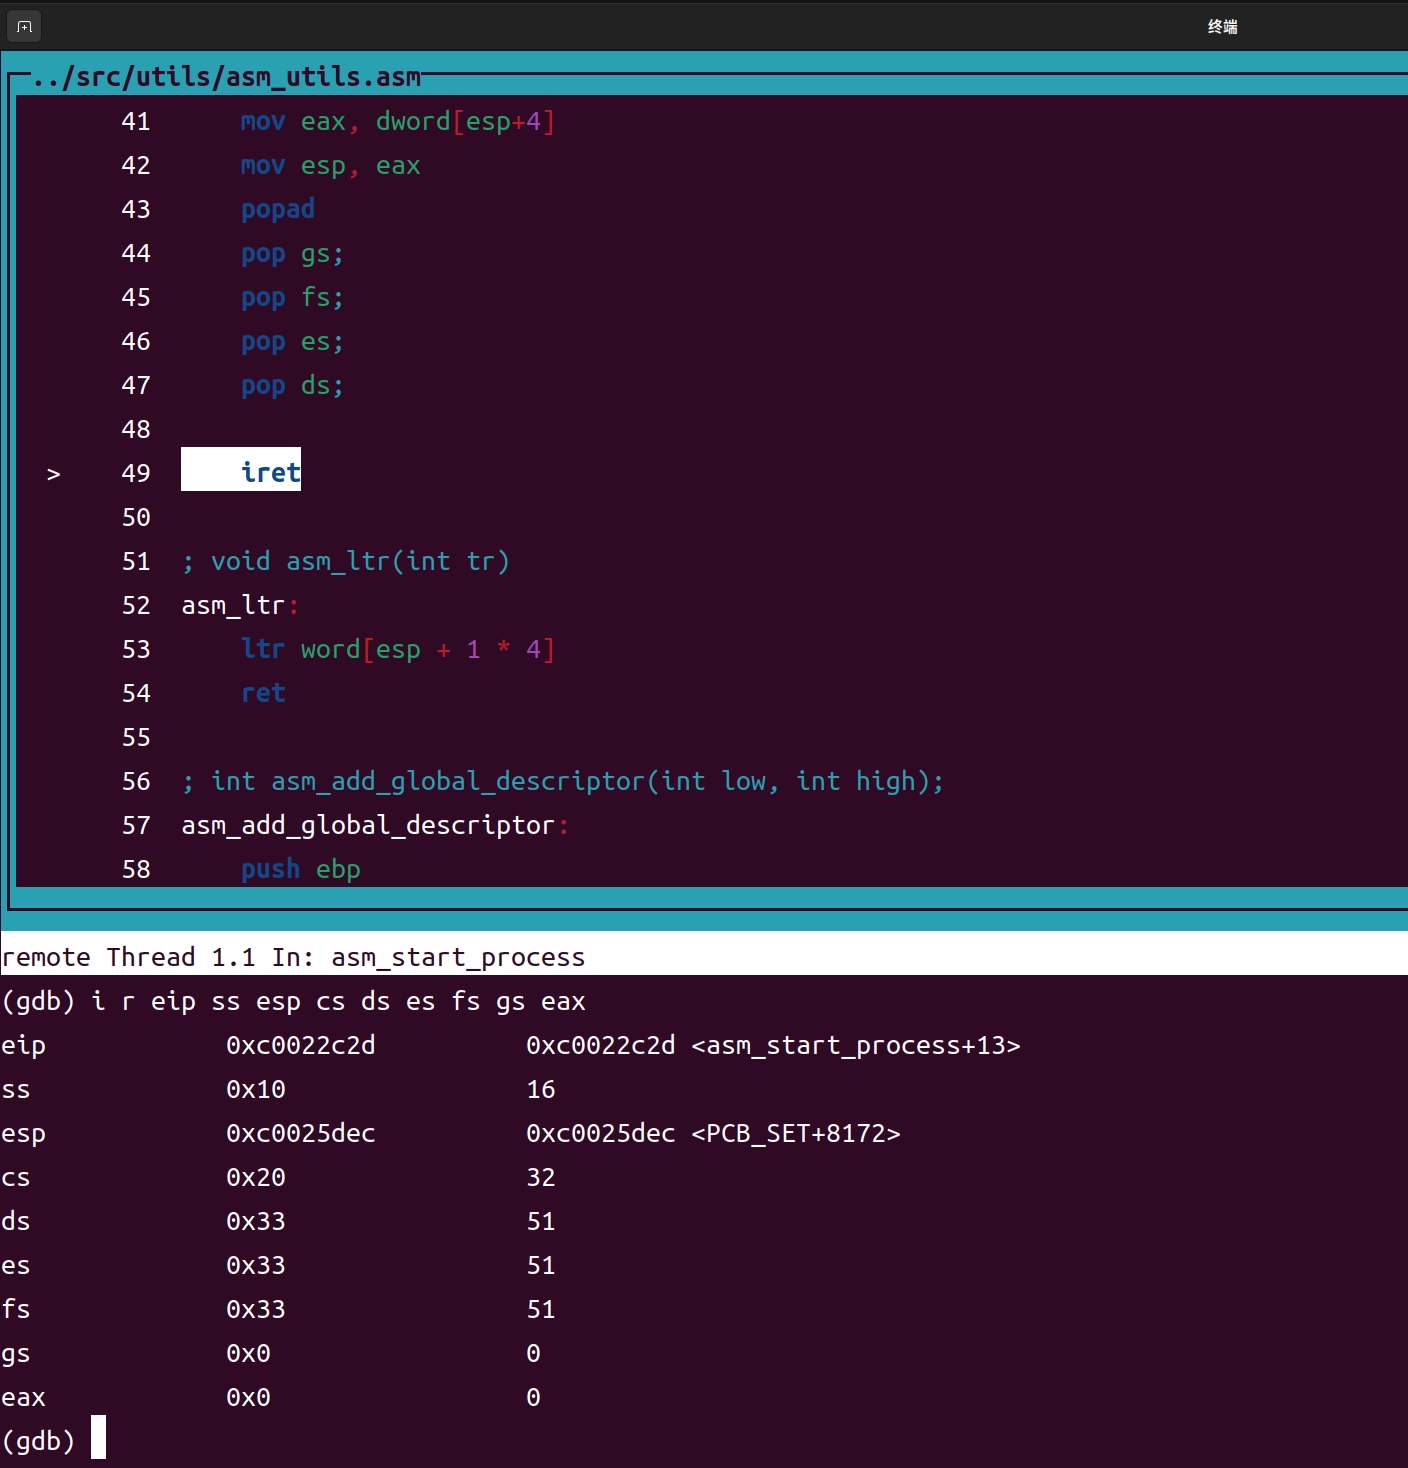 终端
../src/utils/asm_utils.asm
41 mov eax, dword[esp+4]
42 mov esp, eax
43 popad
44 pop gs;
45 pop fs;
46 pop es;
47 pop ds;
48
> 49 iret
50
51 ; void asm_ltr(int tr)
52 asm_ltr:
53 ltr word[esp + 1 * 4]
54 ret
55
56 ; int asm_add_global_descriptor(int low, int high);
57 asm_add_global_descriptor:
58 push ebp
remote Thread 1.1 In: asm_start_process
(gdb) i r eip ss esp cs ds es fs gs eax
eip 0xc0022c2d 0xc0022c2d <asm_start_process+13>
ss 0x10 16
esp 0xc0025dec 0xc0025dec <PCB_SET+8172>
cs 0x20 32
ds 0x33 51
es 0x33 51
fs 0x33 51
gs 0x0 0
eax 0x0 0
(gdb)